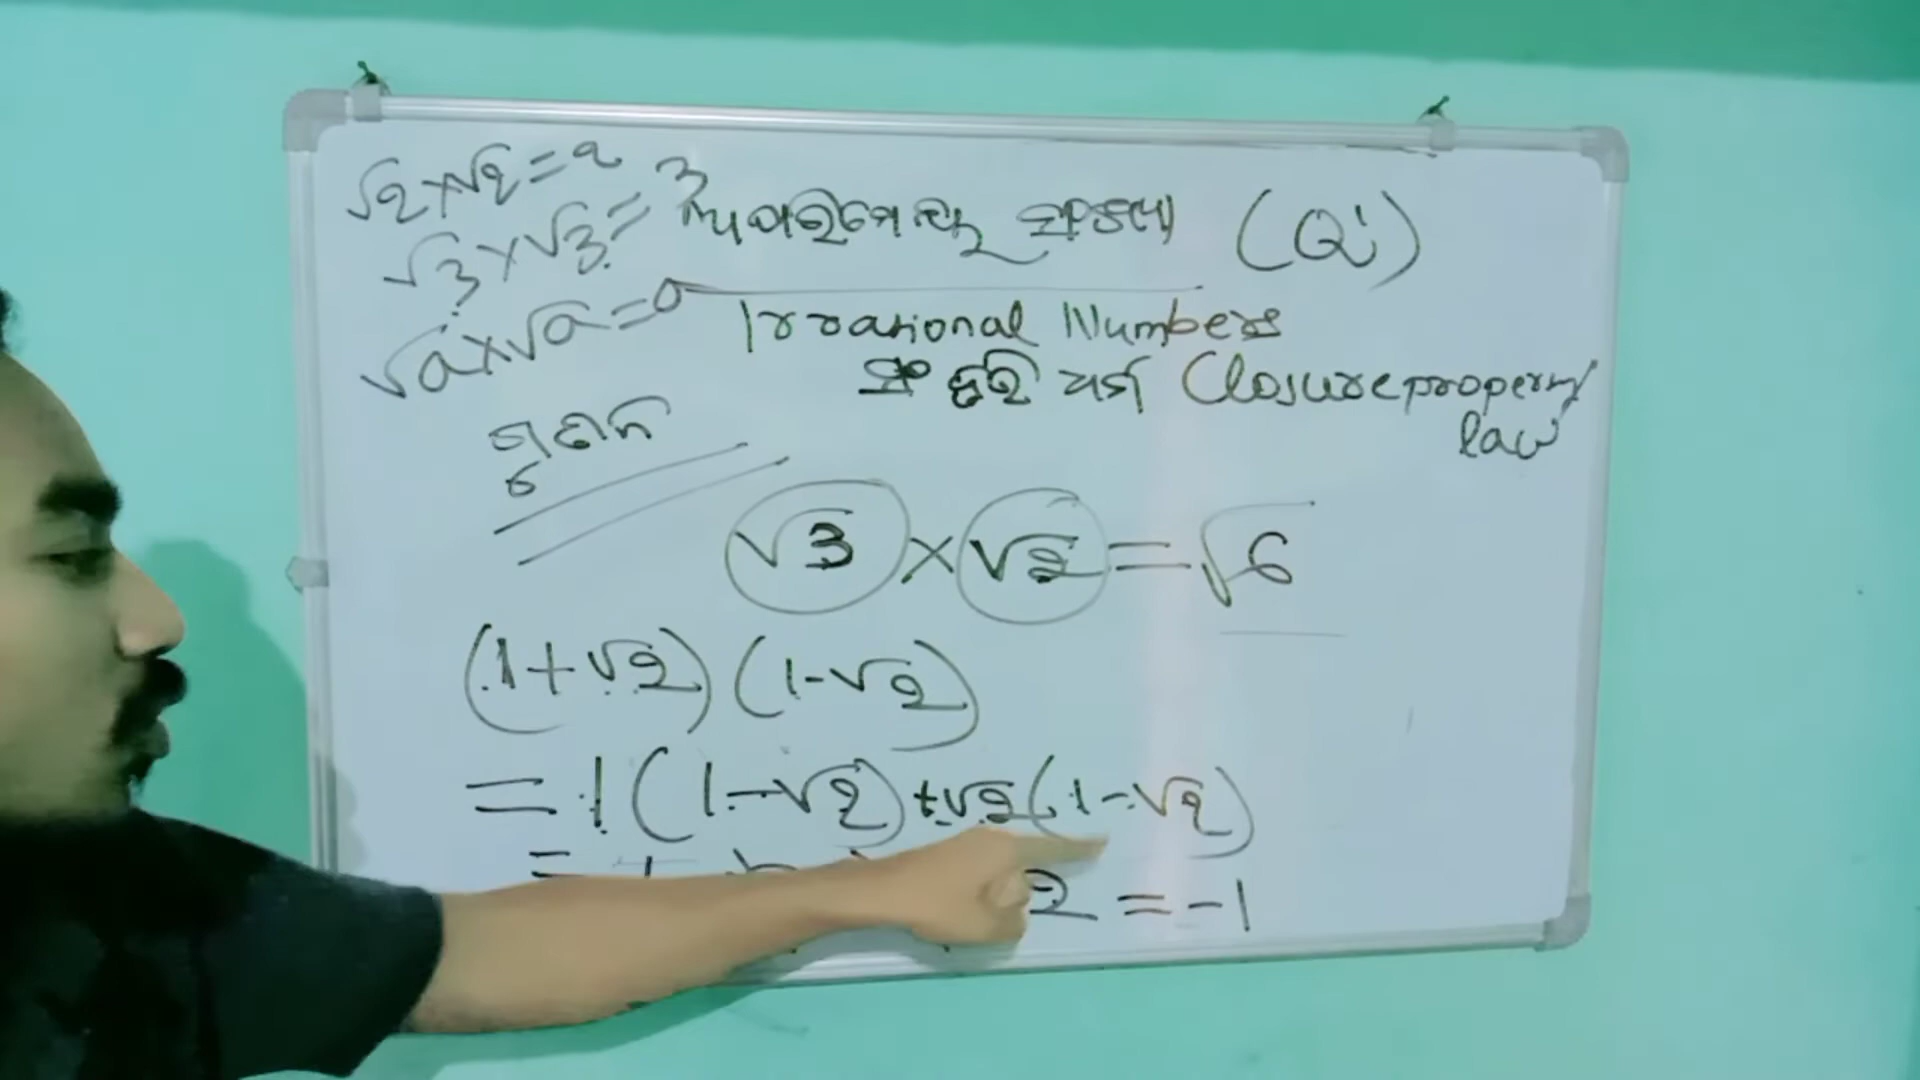 √2 × √2 = 2
√3 × √3 = 3
√a × √a = a
ଅପରିମେୟ ସଂଖ୍ୟା (Q')
Irrational Numbers
Closure property
law
ଗୁଣନ
√3 × √2 = √6
(1+√2) (1-√2)
= 1 (1-√2) +√2 (1-√2)
2 = -1